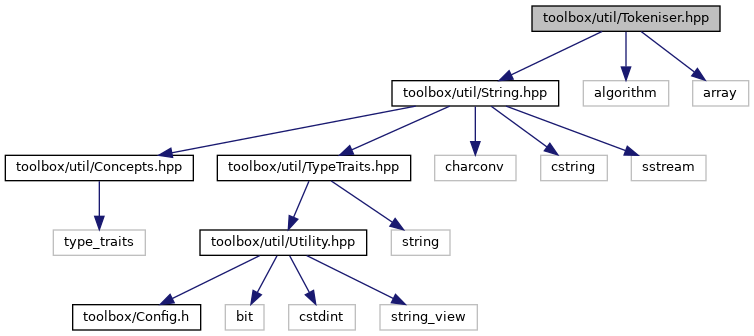 toolbox/util/Tokeniser.hpp
toolbox/util/String.hpp
algorithm
array
toolbox/util/Concepts.hpp
toolbox/util/TypeTraits.hpp
charconv
cstring
sstream
type_traits
toolbox/util/Utility.hpp
string
toolbox/Config.h
bit
cstdint
string_view